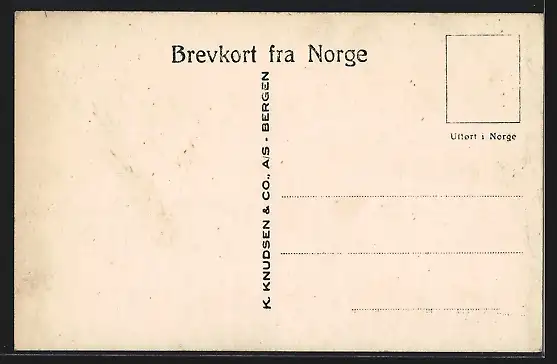 Brevkort fra Norge
K. KNUDSEN & CO., A/S - BERGEN
Utført i Norge